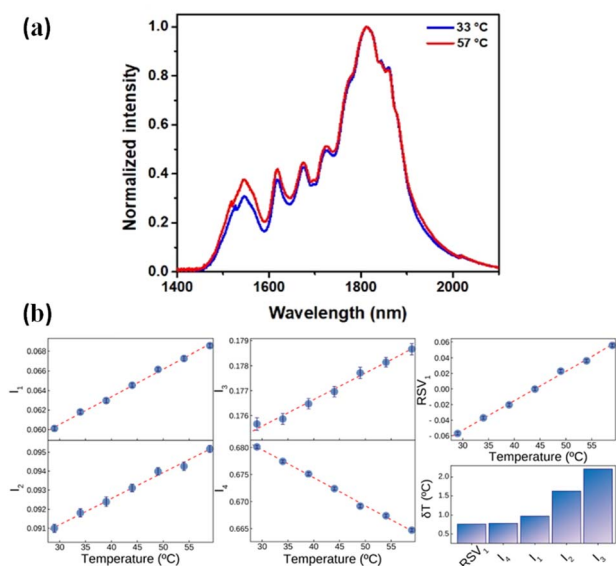 (a)
33 ºC
57 ºC
Normalized intensity
1.0
0.8
0.6
0.4
0.2
0.0
1400 1600 1800 2000
Wavelength (nm)
(b)
I1
0.068
0.066
0.064
0.062
0.060
I3
0.179
0.178
0.177
0.176
RSV1
0.06
0.04
0.02
0.00
- 0.02
- 0.04
- 0.06
30 35 40 45 50 55
Temperature (ºC)
I2
0.095
0.094
0.093
0.092
0.091
30 35 40 45 50 55
Temperature (ºC)
I4
0.680
0.675
0.670
0.665
30 35 40 45 50 55
Temperature (ºC)
δT (ºC)
2.0
1.5
1.0
0.5
RSV1 I4 I1 I2 I3